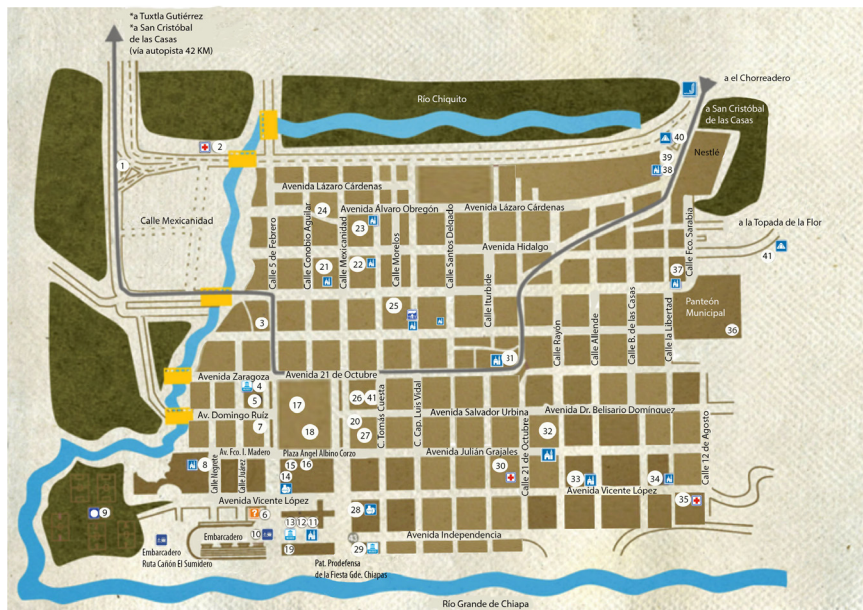 *a Tuxtla Gutiérrez
*a San Cristóbal
de las Casas
(vía autopista 42 KM)
a el Chorreadero
Río Chiquito
a San Cristóbal
de las Casas
40
2
1
39
Nestlé
38
Avenida Lázaro Cárdenas
24
Avenida Álvaro Obregón
Avenida Lázaro Cárdenas
Calle Mexicanidad
23
a la Topada de la Flor
Calle 5 de Febrero
Calle Conobio Aguilar
Calle Mexicanidad
Calle Morelos
Calle Santos Delgado
Avenida Hidalgo
Calle Fco. Sarabia
41
21
22
37
Calle Iturbide
25
Panteón
Municipal
36
3
Calle Rayón
Calle Allende
Calle B. de las Casas
Calle la Libertad
31
Avenida Zaragoza
Avenida 21 de Octubre
4
5
17
26
41
C. Tomás Cuesta
C. Cap. Luis Vidal
Av. Domingo Ruíz
Avenida Salvador Urbina
Avenida Dr. Belisario Domínguez
7
18
20
27
32
Calle 21 de Octubre
Calle 12 de Agosto
Av. Fco. I. Madero
Plaza Angel Albino Corzo
Avenida Julián Grajales
8
Calle Negrete
Calle Juárez
15
16
14
30
33
34
Avenida Vicente López
35
Avenida Vicente López
9
6
28
13
12
11
10
Embarcadero
Avenida Independencia
Embarcadero
Ruta Cañón El Sumidero
19
29
Pat. Prodefensa
de la Fiesta Gde. Chiapas
Río Grande de Chiapa